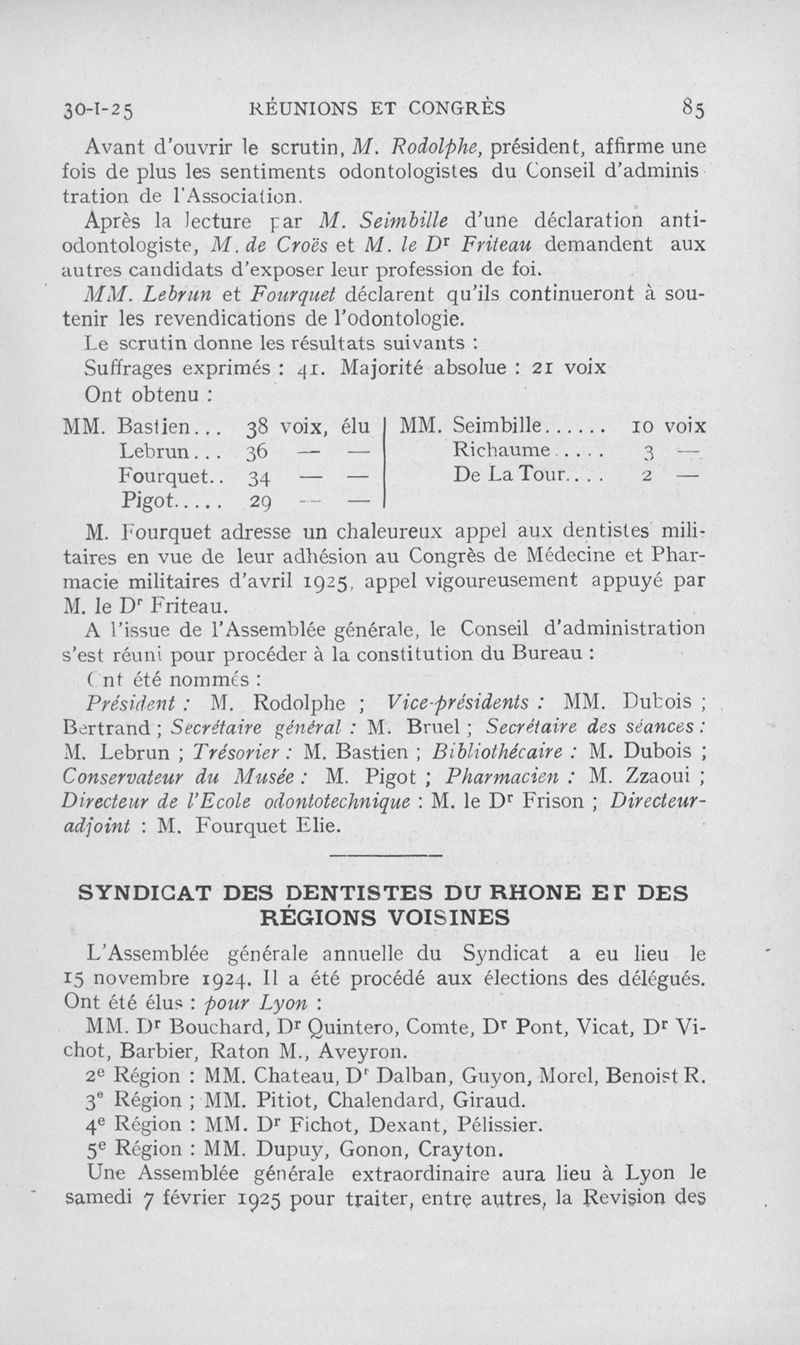 30-I-25 RÉUNIONS ET CONGRÈS 85
Avant d'ouvrir le scrutin, M. Rodolphe, président, affirme une
fois de plus les sentiments odontologistes du Conseil d'adminis
tration de l'Association.
Après la lecture par M. Seimbille d'une déclaration anti-
odontologiste, M. de Croës et M. le Dr Friteau demandent aux
autres candidats d'exposer leur profession de foi.
MM. Lebrun et Fourquet déclarent qu'ils continueront à sou-
tenir les revendications de l'odontologie.
Le scrutin donne les résultats suivants :
Suffrages exprimés : 41. Majorité absolue : 21 voix
Ont obtenu :
MM. Bastien... 38 voix, élu | MM. Seimbille...... 10 voix
Lebrun... 36 — — | Richaume..... 3 —
Fourquet.. 34 — — | De La Tour.... 2 —
Pigot..... 29 — — |
M. Fourquet adresse un chaleureux appel aux dentistes mili-
taires en vue de leur adhésion au Congrès de Médecine et Phar-
macie militaires d'avril 1925, appel vigoureusement appuyé par
M. le Dr Friteau.
A l'issue de l'Assemblée générale, le Conseil d'administration
s'est réuni pour procéder à la constitution du Bureau :
Ont été nommés :
Président : M. Rodolphe ; Vice-présidents : MM. Dubois ;
Bertrand ; Secrétaire général : M. Bruel ; Secrétaire des séances :
M. Lebrun ; Trésorier : M. Bastien ; Bibliothécaire : M. Dubois ;
Conservateur du Musée : M. Pigot ; Pharmacien : M. Zzaoui ;
Directeur de l'Ecole odontotechnique : M. le Dr Frison ; Directeur-
adjoint : M. Fourquet Elie.
SYNDICAT DES DENTISTES DU RHONE ET DES
RÉGIONS VOISINES
L'Assemblée générale annuelle du Syndicat a eu lieu le
15 novembre 1924. Il a été procédé aux élections des délégués.
Ont été élus : pour Lyon :
MM. Dr Bouchard, Dr Quintero, Comte, Dr Pont, Vicat, Dr Vi-
chot, Barbier, Raton M., Aveyron.
2e Région : MM. Chateau, Dr Dalban, Guyon, Morel, Benoist R.
3e Région ; MM. Pitiot, Chalendard, Giraud.
4e Région : MM. Dr Fichot, Dexant, Pélissier.
5e Région : MM. Dupuy, Gonon, Crayton.
Une Assemblée générale extraordinaire aura lieu à Lyon le
samedi 7 février 1925 pour traiter, entre autres, la Revision des